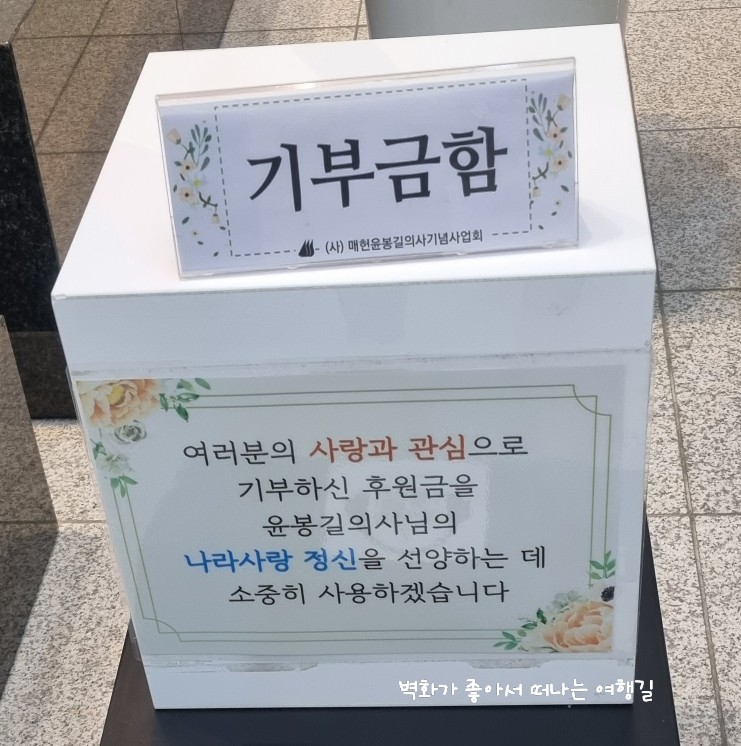 기부금함
(사) 매헌윤봉길의사기념사업회
여러분의 사랑과 관심으로
기부하신 후원금을
윤봉길의사님의
나라사랑 정신을 선양하는 데
소중히 사용하겠습니다
벽화가 좋아서 떠나는 여행길